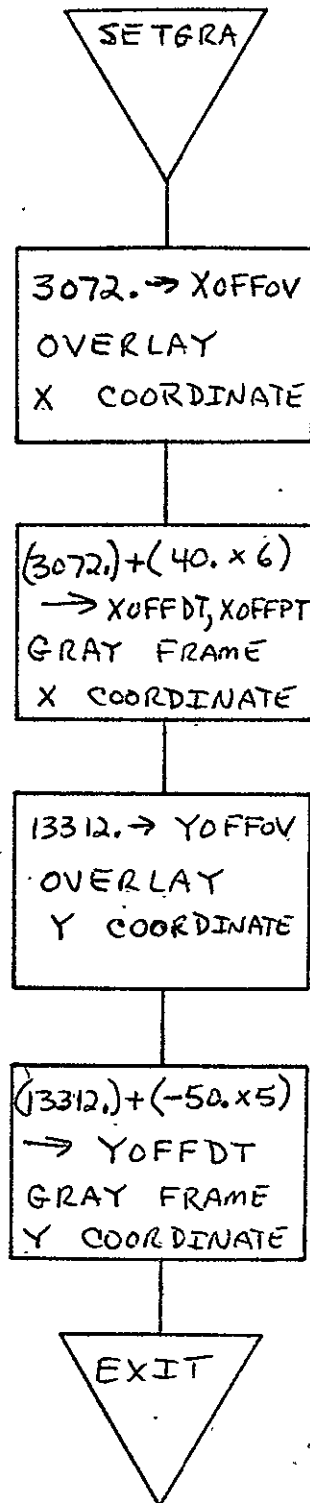 SETGRA
3072. → XOFFOV
OVERLAY
X COORDINATE
(3072.)+(40. x 6)
→ XOFFDT, XOFFPT
GRAY FRAME
X COORDINATE
13312. → YOFFOV
OVERLAY
Y COORDINATE
(13312.)+(-50. x 5)
→ YOFFDT
GRAY FRAME
Y COORDINATE
EXIT